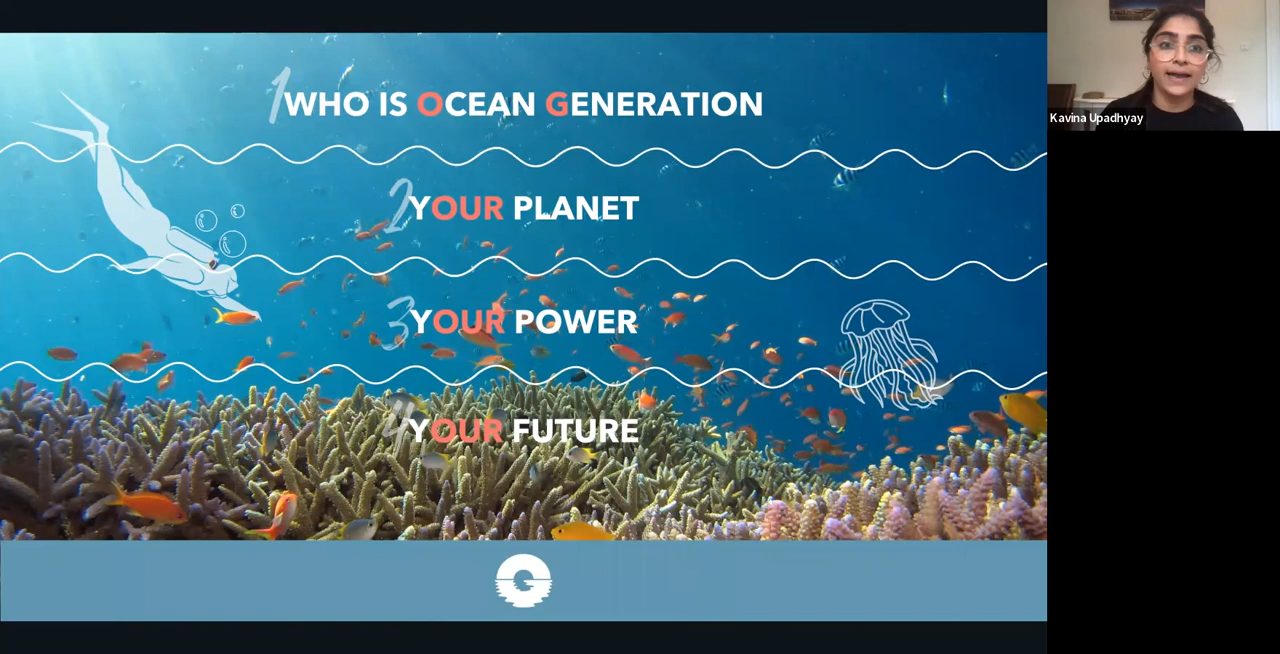 1 WHO IS OCEAN GENERATION
2 YOUR PLANET
3 YOUR POWER
4 YOUR FUTURE
Kavina Upadhyay